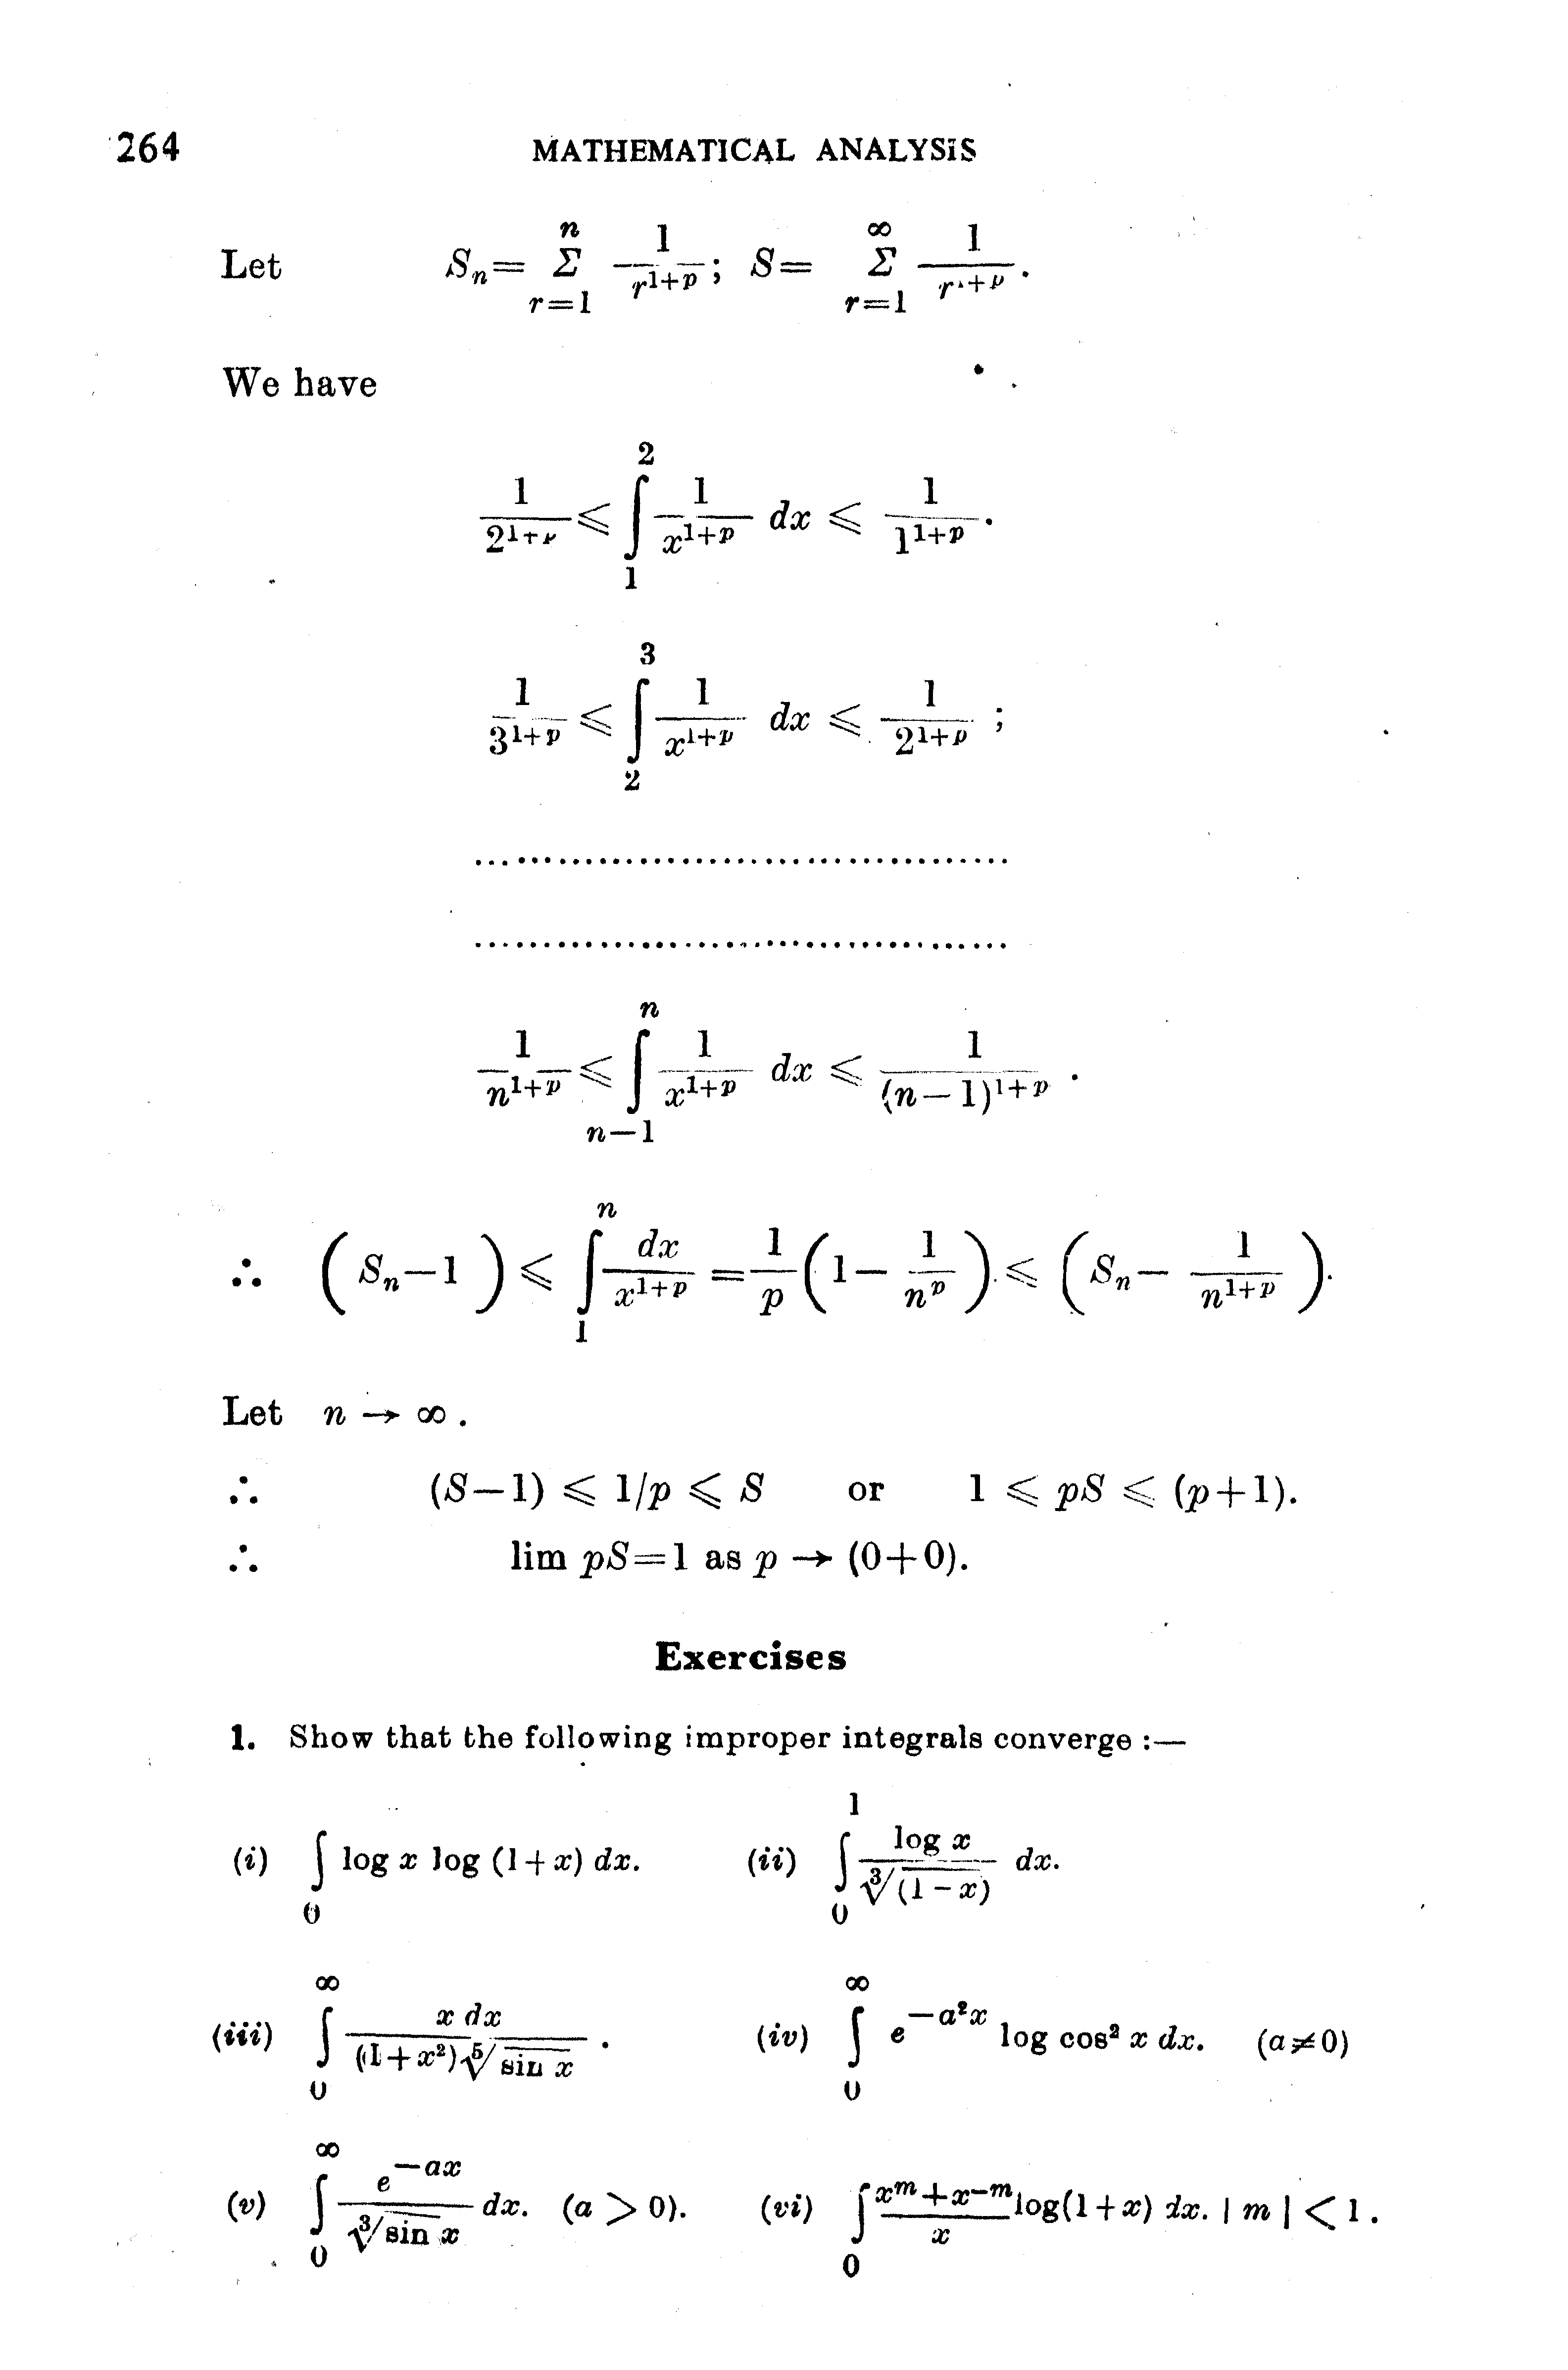 264 MATHEMATICAL ANALYSIS
Let $S_n = \sum_{r=1}^{n} \frac{1}{r^{1+p}}; \; S = \sum_{r=1}^{\infty} \frac{1}{r^{1+p}}.$
We have
$\frac{1}{2^{1+p}} \leqslant \int_1^2 \frac{1}{x^{1+p}} \, dx \leqslant \frac{1}{1^{1+p}}.$
$\frac{1}{3^{1+p}} \leqslant \int_2^3 \frac{1}{x^{1+p}} \, dx \leqslant \frac{1}{2^{1+p}};$
.......................................
.......................................
$\frac{1}{n^{1+p}} \leqslant \int_{n-1}^n \frac{1}{x^{1+p}} \, dx \leqslant \frac{1}{(n-1)^{1+p}}.$
$\therefore \left( S_n - 1 \right) \leqslant \int_1^n \frac{dx}{x^{1+p}} = \frac{1}{p} \left( 1 - \frac{1}{n^p} \right) \leqslant \left( S_n - \frac{1}{n^{1+p}} \right).$
Let $n \to \infty$.
$\therefore (S-1) \leqslant 1/p \leqslant S$ or $1 \leqslant pS \leqslant (p+1).$
$\therefore$ lim $pS = 1$ as $p \to (0+0).$
Exercises
1. Show that the following improper integrals converge :—
(i) $\int_0 \log x \log (1+x) \, dx.$ (ii) $\int_0^1 \frac{\log x}{\sqrt[3]{(1-x)}} \, dx.$
(iii) $\int_0^\infty \frac{x \, dx}{(1+x^2)\sqrt[5]{\sin x}}.$ (iv) $\int_0^\infty e^{-a^2x} \log \cos^2 x \, dx.$ $(a \neq 0)$
(v) $\int_0^\infty \frac{e^{-ax}}{\sqrt[3]{\sin x}} \, dx.$ $(a > 0).$ (vi) $\int_0 \frac{x^m + x^{-m}}{x} \log(1+x) \, dx.$ $| m | < 1.$